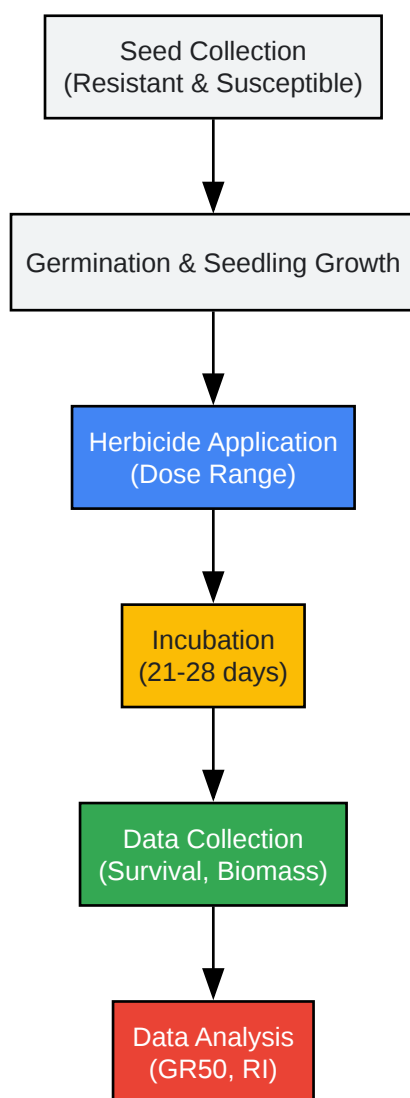 Seed Collection
(Resistant & Susceptible)
Germination & Seedling Growth
Herbicide Application
(Dose Range)
Incubation
(21-28 days)
Data Collection
(Survival, Biomass)
Data Analysis
(GR50, RI)